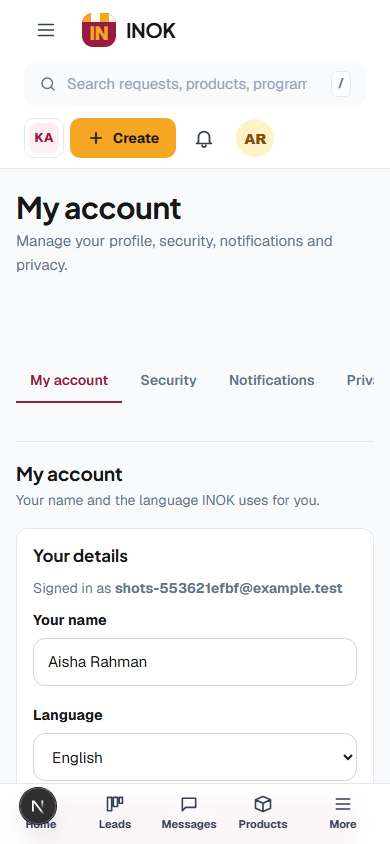 IN INOK
Search requests, products, program
/
KA
+ Create
AR
My account
Manage your profile, security, notifications and
privacy.
My account Security Notifications Priva
My account
Your name and the language INOK uses for you.
Your details
Signed in as shots-553621efbf@example.test
Your name
Aisha Rahman
Language
English
N
Home Leads Messages Products More